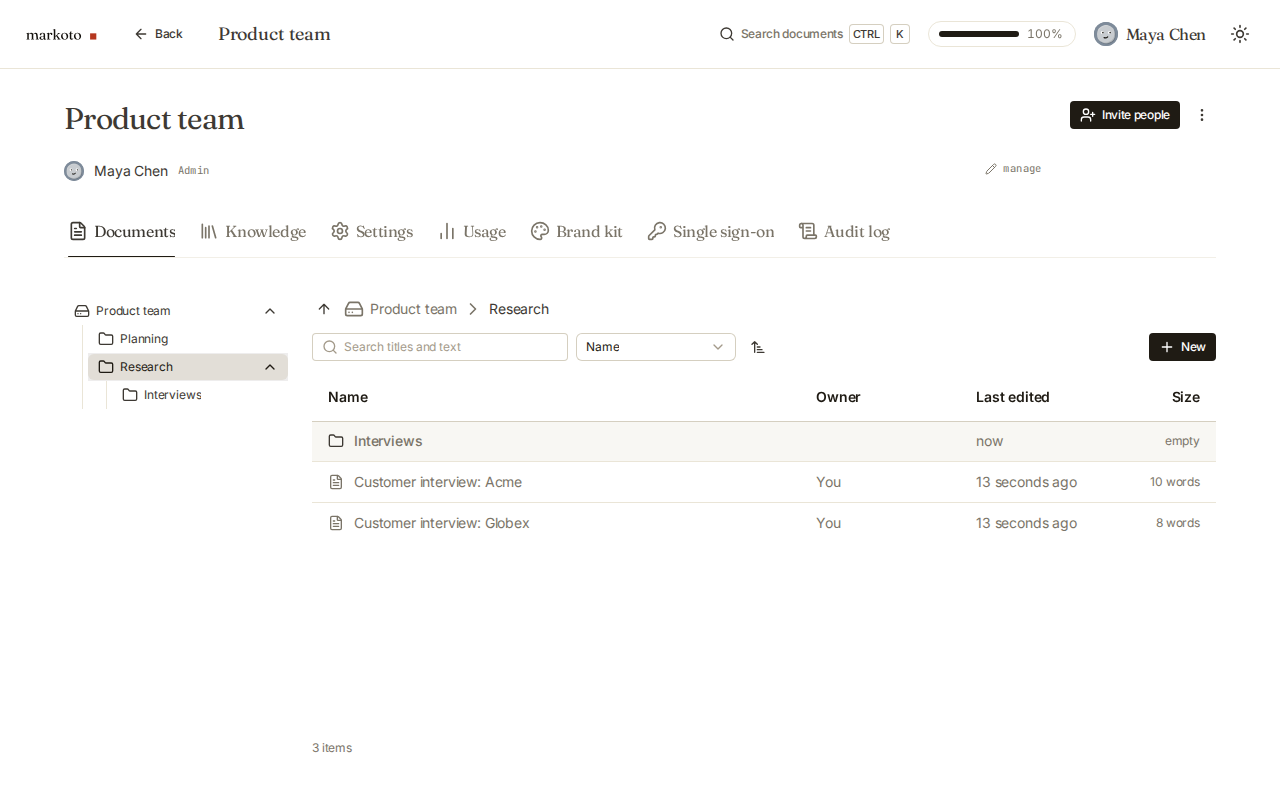 markoto
Back
Product team
Search documents CTRL K
100%
Maya Chen
Product team
Invite people
Maya Chen Admin
manage
Documents Knowledge Settings Usage Brand kit Single sign-on Audit log
Product team
Planning
Research
Interviews
Product team Research
Search titles and text
Name
New
Name Owner Last edited Size
Interviews now empty
Customer interview: Acme You 13 seconds ago 10 words
Customer interview: Globex You 13 seconds ago 8 words
3 items